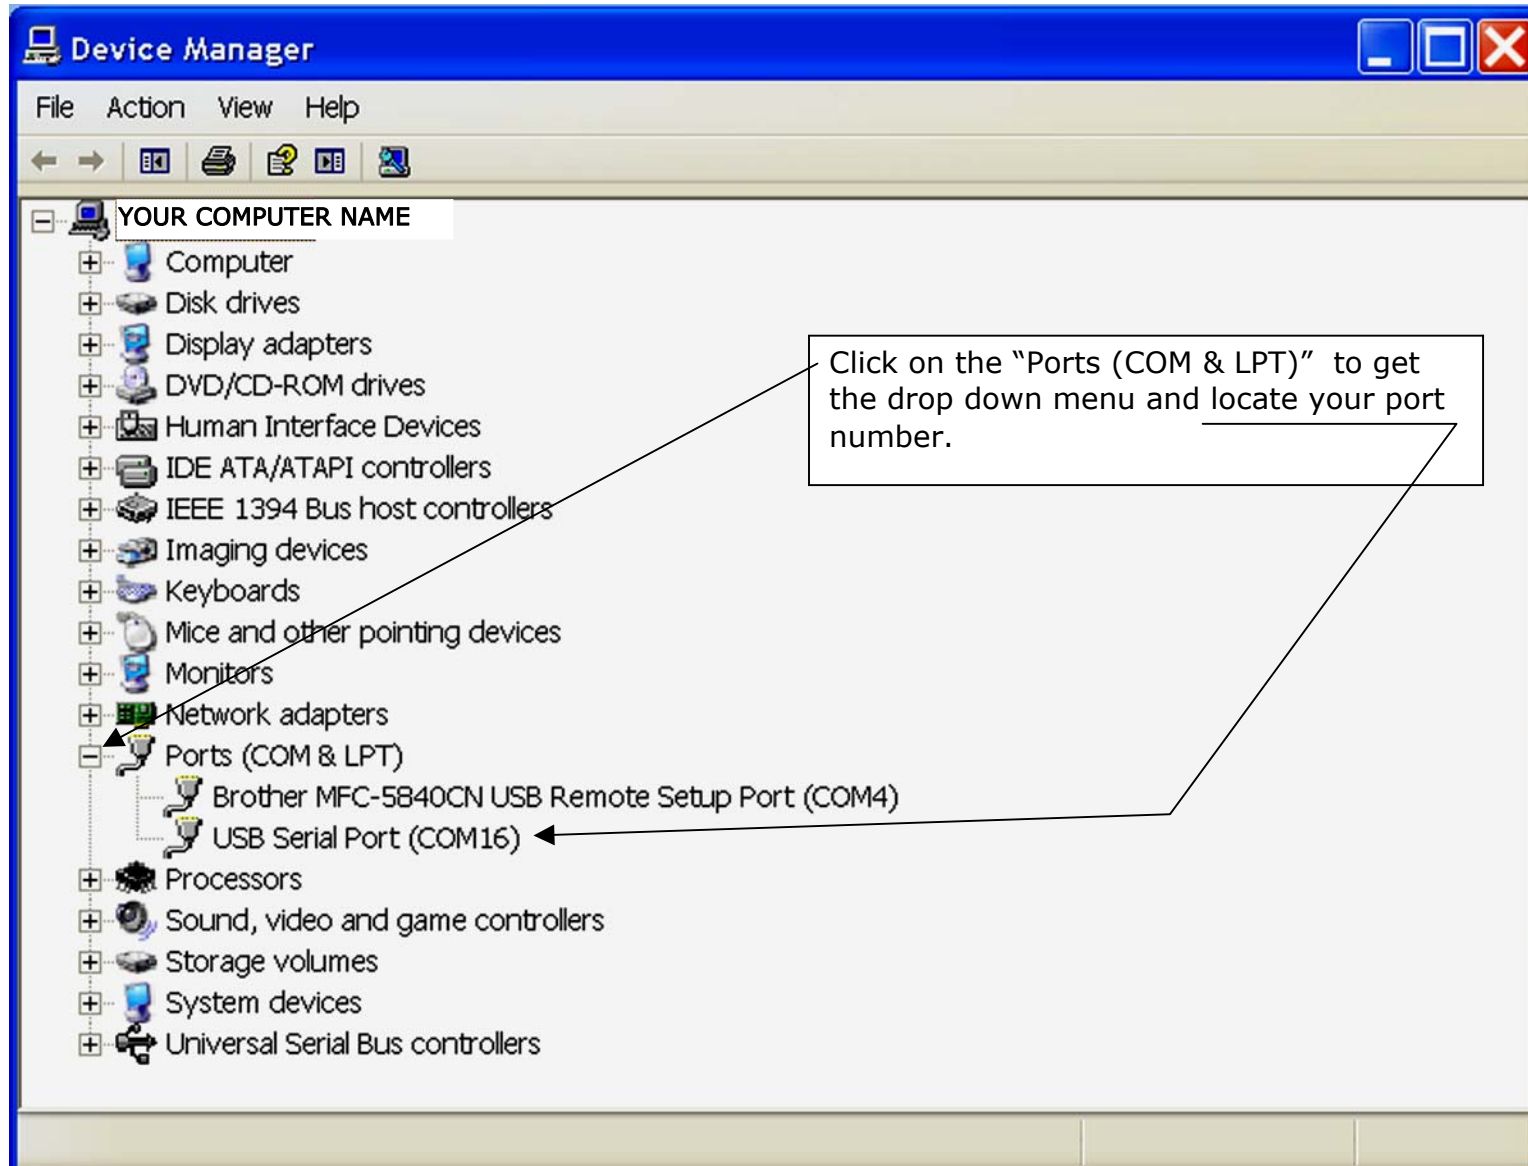 Device Manager
File Action View Help
YOUR COMPUTER NAME
Computer
Disk drives
Display adapters
DVD/CD-ROM drives
Human Interface Devices
IDE ATA/ATAPI controllers
IEEE 1394 Bus host controllers
Imaging devices
Keyboards
Mice and other pointing devices
Monitors
Network adapters
Ports (COM & LPT)
Brother MFC-5840CN USB Remote Setup Port (COM4)
USB Serial Port (COM16)
Processors
Sound, video and game controllers
Storage volumes
System devices
Universal Serial Bus controllers
Click on the “Ports (COM & LPT)” to get
the drop down menu and locate your port
number.